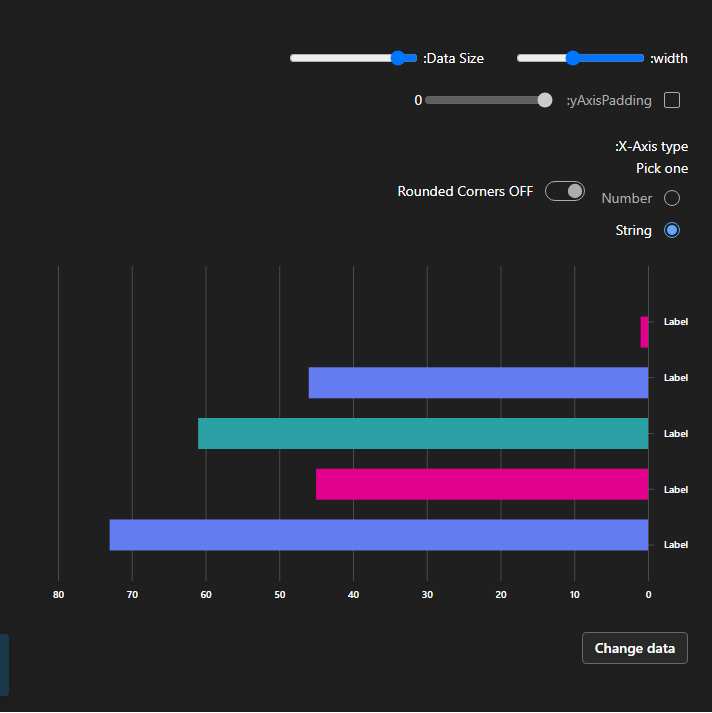 :width
:Data Size
:yAxisPadding
0
:X-Axis type
Pick one
Number
Rounded Corners OFF
String
Label
Label
Label
Label
Label
80 70 60 50 40 30 20 10 0
Change data